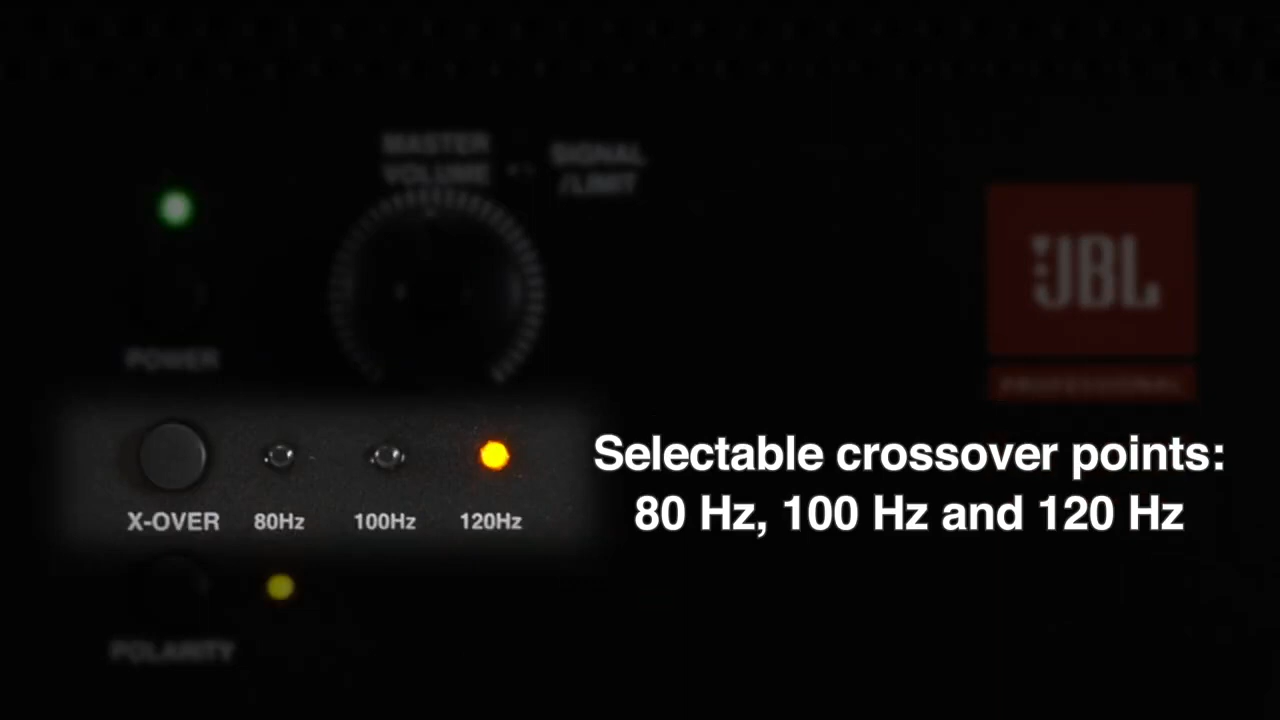 MASTER
VOLUME
SIGNAL
/LIMIT
JBL
PROFESSIONAL
POWER
X-OVER
80Hz
100Hz
120Hz
Selectable crossover points:
80 Hz, 100 Hz and 120 Hz
POLARITY